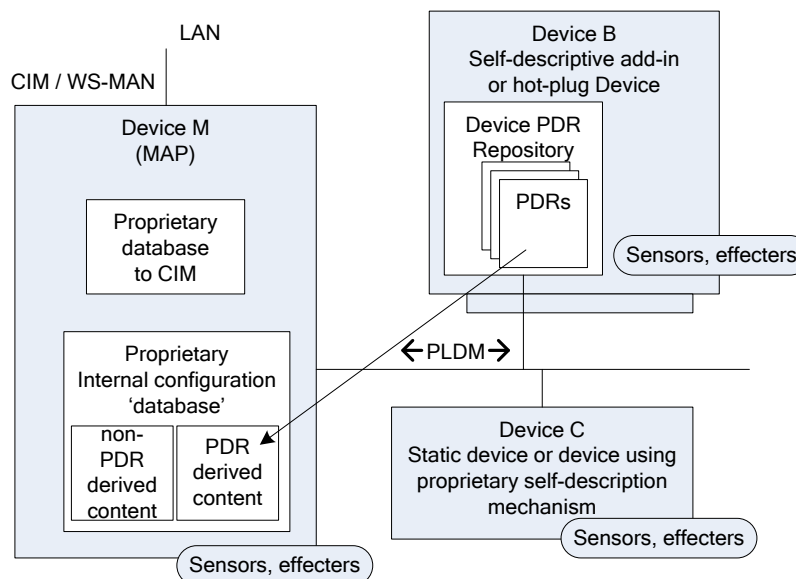 LAN
CIM / WS-MAN
Device M
(MAP)
Proprietary
database
to CIM
Proprietary
Internal configuration
‘database’
non-
PDR
derived
content
PDR
derived
content
Sensors, effecters
Device B
Self-descriptive add-in
or hot-plug Device
Device PDR
Repository
PDRs
Sensors, effecters
PLDM
Device C
Static device or device using
proprietary self-description
mechanism
Sensors, effecters